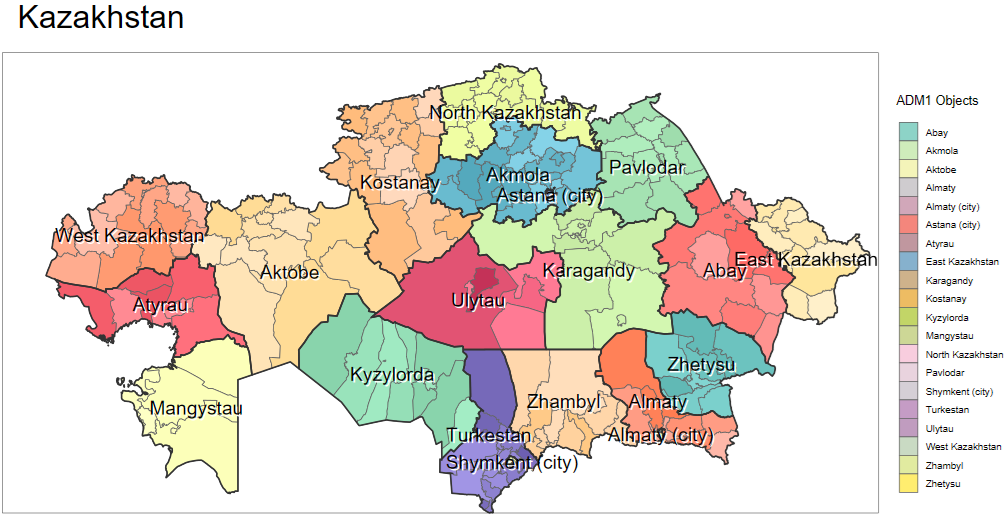 Kazakhstan
North Kazakhstan
Kostanay
Akmola
Astana (city)
Pavlodar
West Kazakhstan
Aktobe
Atyrau
Ulytau
Karagandy
Abay
East Kazakhstan
Mangystau
Kyzylorda
Zhetysu
Zhambyl
Almaty
Almaty (city)
Turkestan
Shymkent (city)
ADM1 Objects
Abay
Akmola
Aktobe
Almaty
Almaty (city)
Astana (city)
Atyrau
East Kazakhstan
Karagandy
Kostanay
Kyzylorda
Mangystau
North Kazakhstan
Pavlodar
Shymkent (city)
Turkestan
Ulytau
West Kazakhstan
Zhambyl
Zhetysu